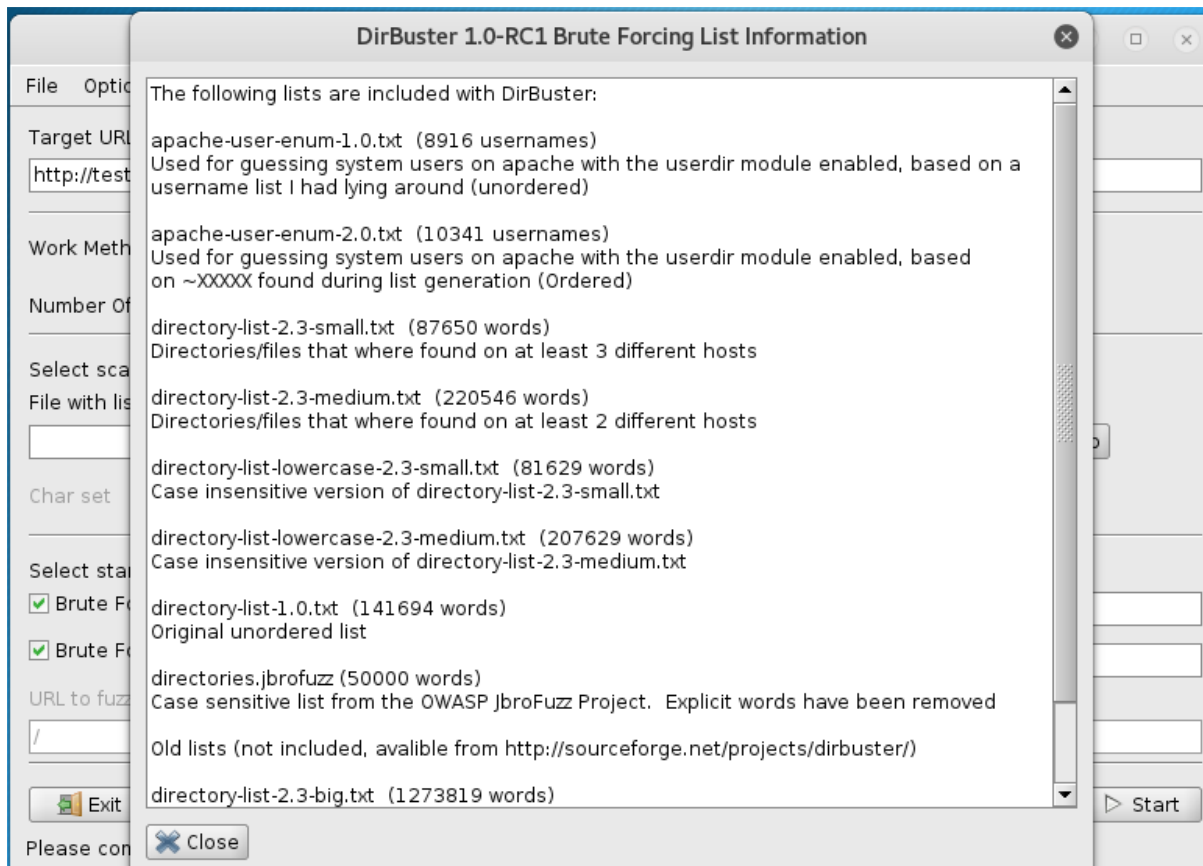 DirBuster 1.0-RC1 Brute Forcing List Information
File
The following lists are included with DirBuster:
Target URL
apache-user-enum-1.0.txt (8916 usernames)
Used for guessing system users on apache with the userdir module enabled, based on a
http://test
username list I had lying around (unordered)
apache-user-enum-2.0.txt (10341 usernames)
Work
Used for guessing system users on apache with the userdir module enabled, based
on ~XXXXX found during list generation (Ordered)
Number Of
directory-list-2.3-small.txt (87650 words)
Directories/files that where found on at least 3 different hosts
Select
File with
directory-list-2.3-medium.txt (220546 words)
Directories/files that where found on at least 2 different hosts
directory-list-lowercase-2.3-small.txt (81629 words)
Case insensitive version of directory-list-2.3-small.txt
Char set
directory-list-lowercase-2.3-medium.txt (207629 words)
Case insensitive version of directory-list-2.3-medium.txt
Select
Brute
directory-list-1.0.txt (141694 words)
Original unordered list
Brute
directories.jbrofuzz (50000 words)
Case sensitive list from the OWASP JbroFuzz Project. Explicit words have been removed
URL to fuzz
/
Old lists (not included, avalible from http://sourceforge.net/projects/dirbuster/)
directory-list-2.3-big.txt (1273819 words)
Exit
Start
Close
Please